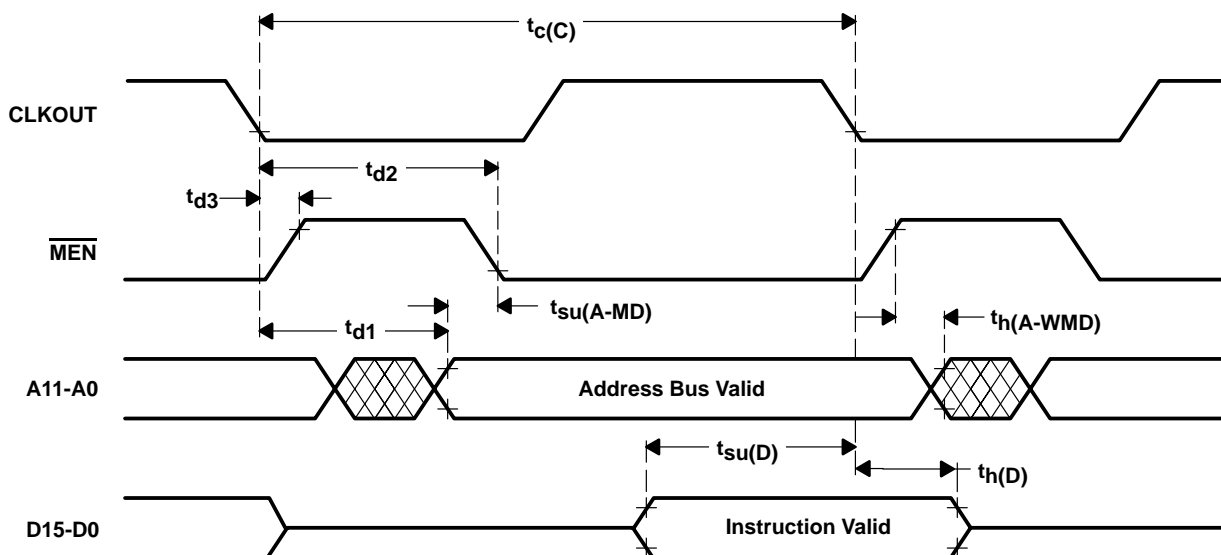 tc(C)
CLKOUT
td2
td3
MEN
tsu(A-MD)
td1
th(A-WMD)
A11-A0
Address Bus Valid
tsu(D)
th(D)
D15-D0
Instruction Valid